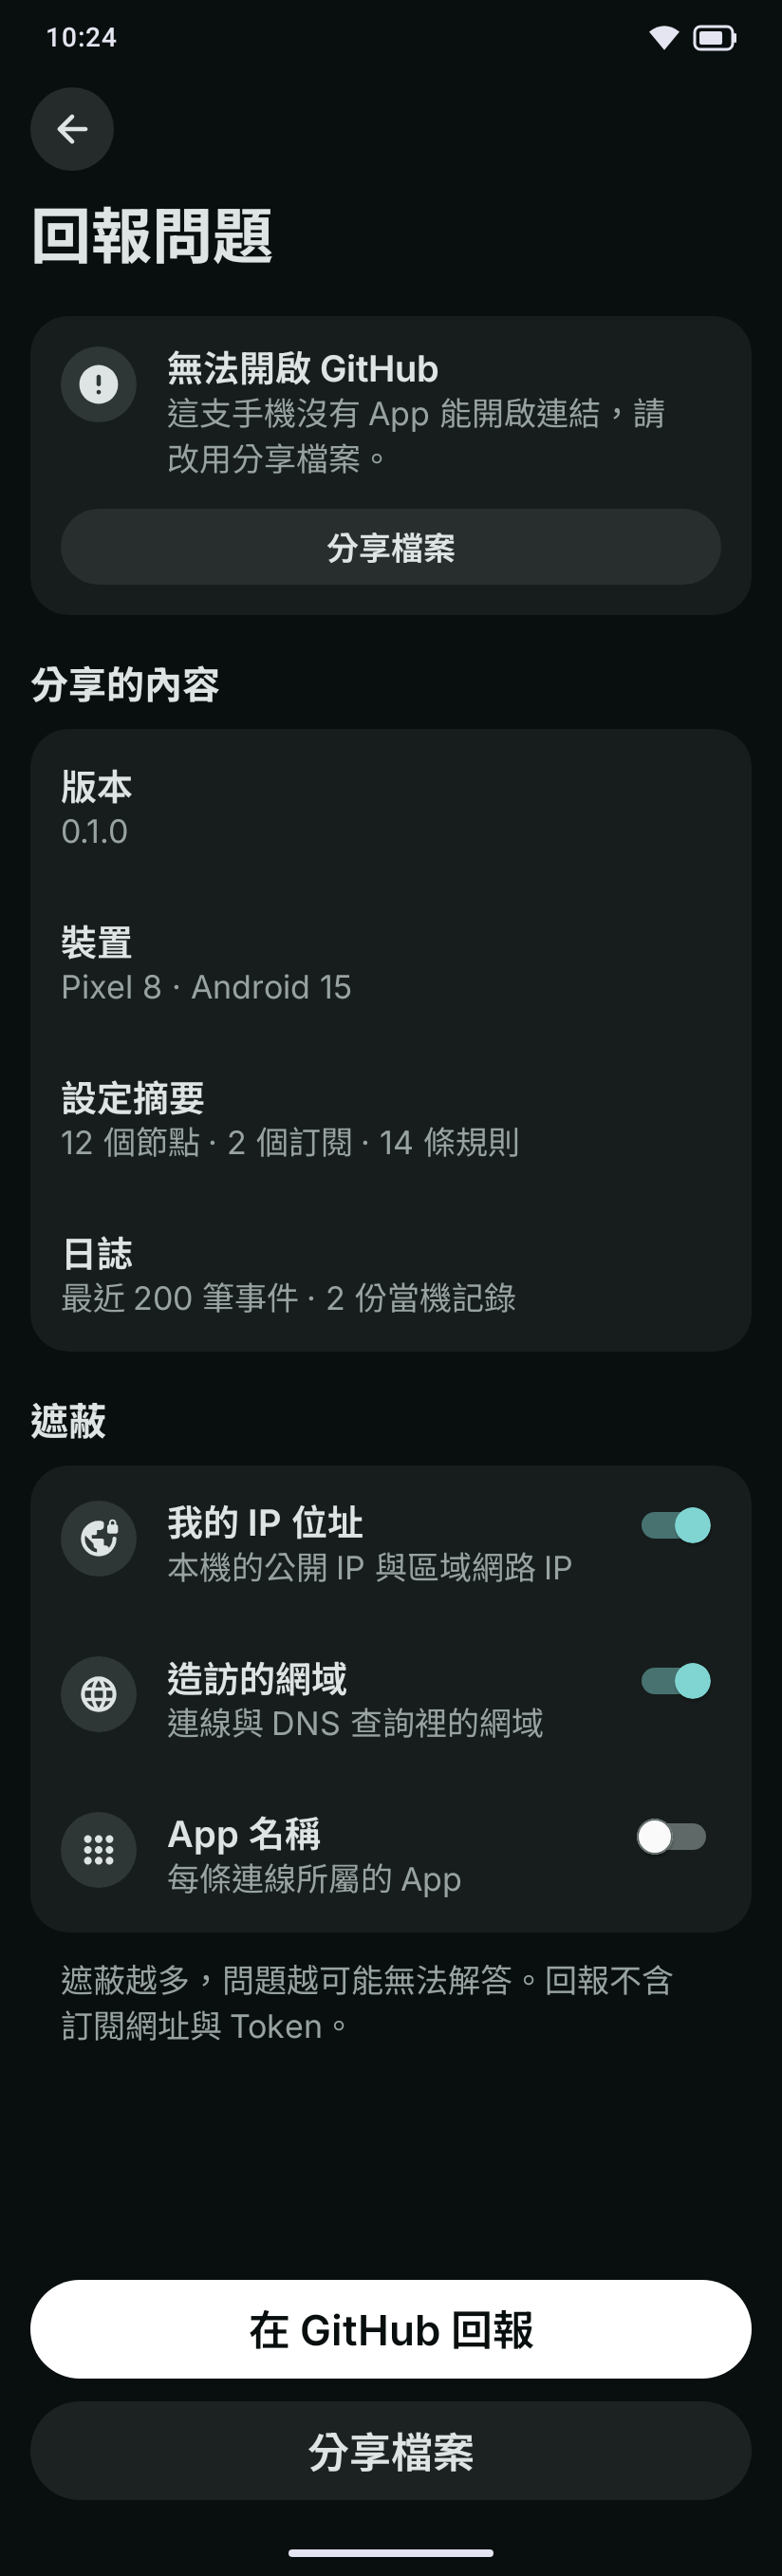 10:24
回報問題
無法開啟 GitHub
這支手機沒有 App 能開啟連結，請
改用分享檔案。
分享檔案
分享的內容
版本
0.1.0
裝置
Pixel 8 · Android 15
設定摘要
12 個節點 · 2 個訂閱 · 14 條規則
日誌
最近 200 筆事件 · 2 份當機記錄
遮蔽
我的 IP 位址
本機的公開 IP 與區域網路 IP
造訪的網域
連線與 DNS 查詢裡的網域
App 名稱
每條連線所屬的 App
遮蔽越多，問題越可能無法解答。回報不含
訂閱網址與 Token。
在 GitHub 回報
分享檔案